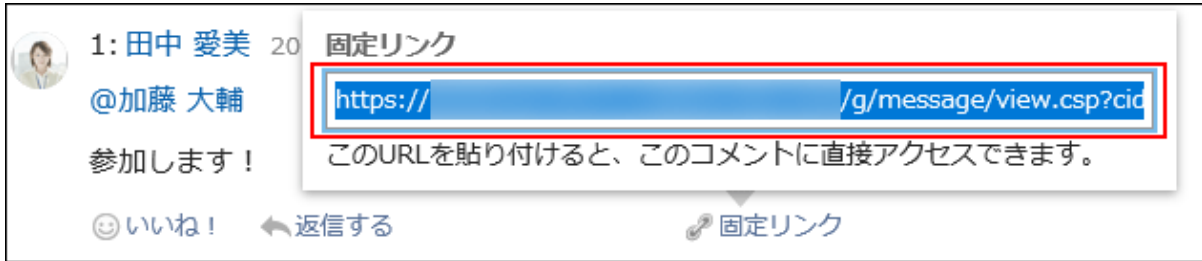 1: 田中 愛美 20
固定リンク
https:// /g/message/view.csp?cid
@加藤 大輔
このURLを貼り付けると、このコメントに直接アクセスできます。
参加します！
いいね！ 返信する 固定リンク